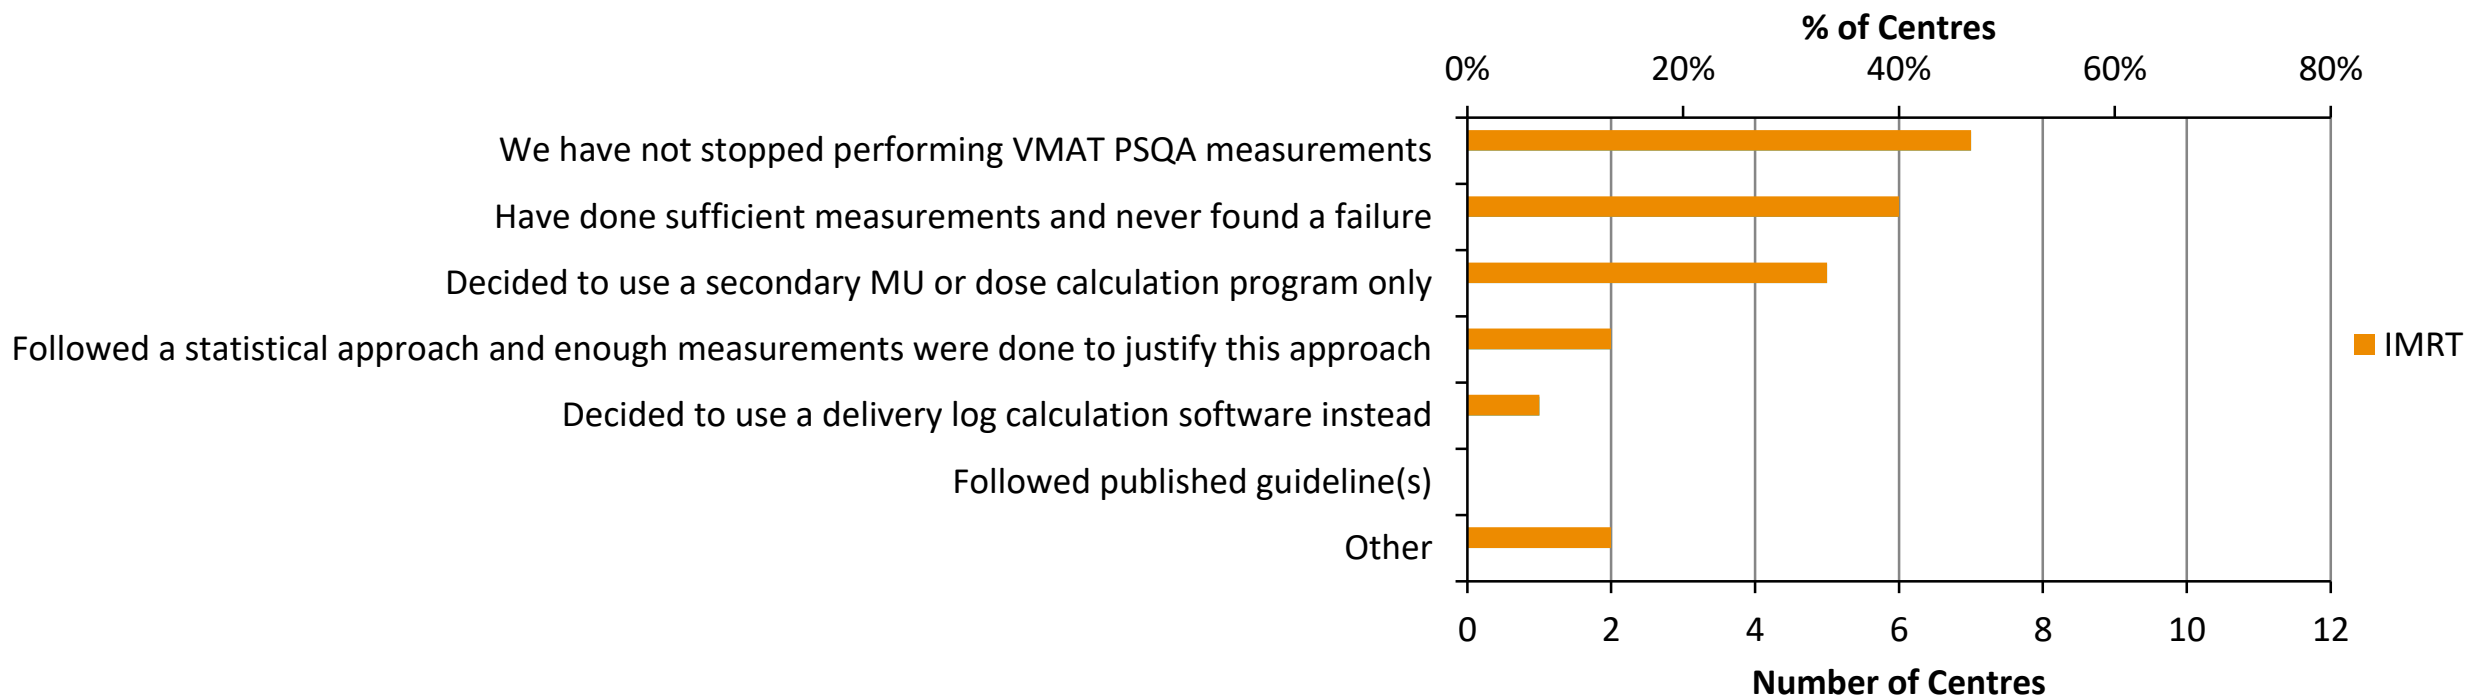 % of Centres
0% 20% 40% 60% 80%
We have not stopped performing VMAT PSQA measurements
Have done sufficient measurements and never found a failure
Decided to use a secondary MU or dose calculation program only
Followed a statistical approach and enough measurements were done to justify this approach
IMRT
Decided to use a delivery log calculation software instead
Followed published guideline(s)
Other
0 2 4 6 8 10 12
Number of Centres